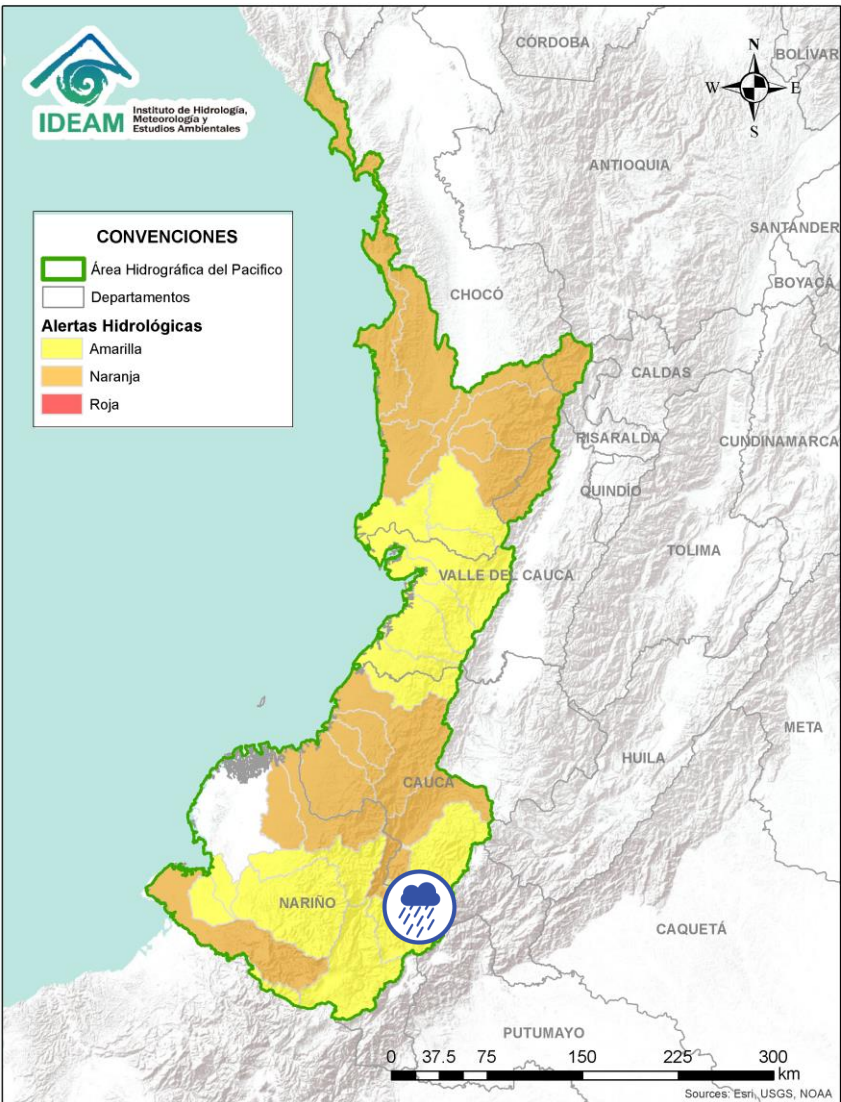 IDEAM
Instituto de Hidrología,
Meteorología y
Estudios Ambientales
N
W
E
S
CÓRDOBA
BOLIVAR
ANTIOQUIA
SANTANDER
BOYACÁ
CHOCÓ
CALDAS
RISARALDA
CUNDINAMARCA
QUINDÍO
TOLIMA
VALLE DEL CAUCA
META
HUILA
CAUCA
NARIÑO
CAQUETÁ
PUTUMAYO
CONVENCIONES
Área Hidrográfica del Pacifico
Departamentos
Alertas Hidrológicas
Amarilla
Naranja
Roja
0 37.5 75 150 225 300
km
Sources: Esri, USGS, NOAA